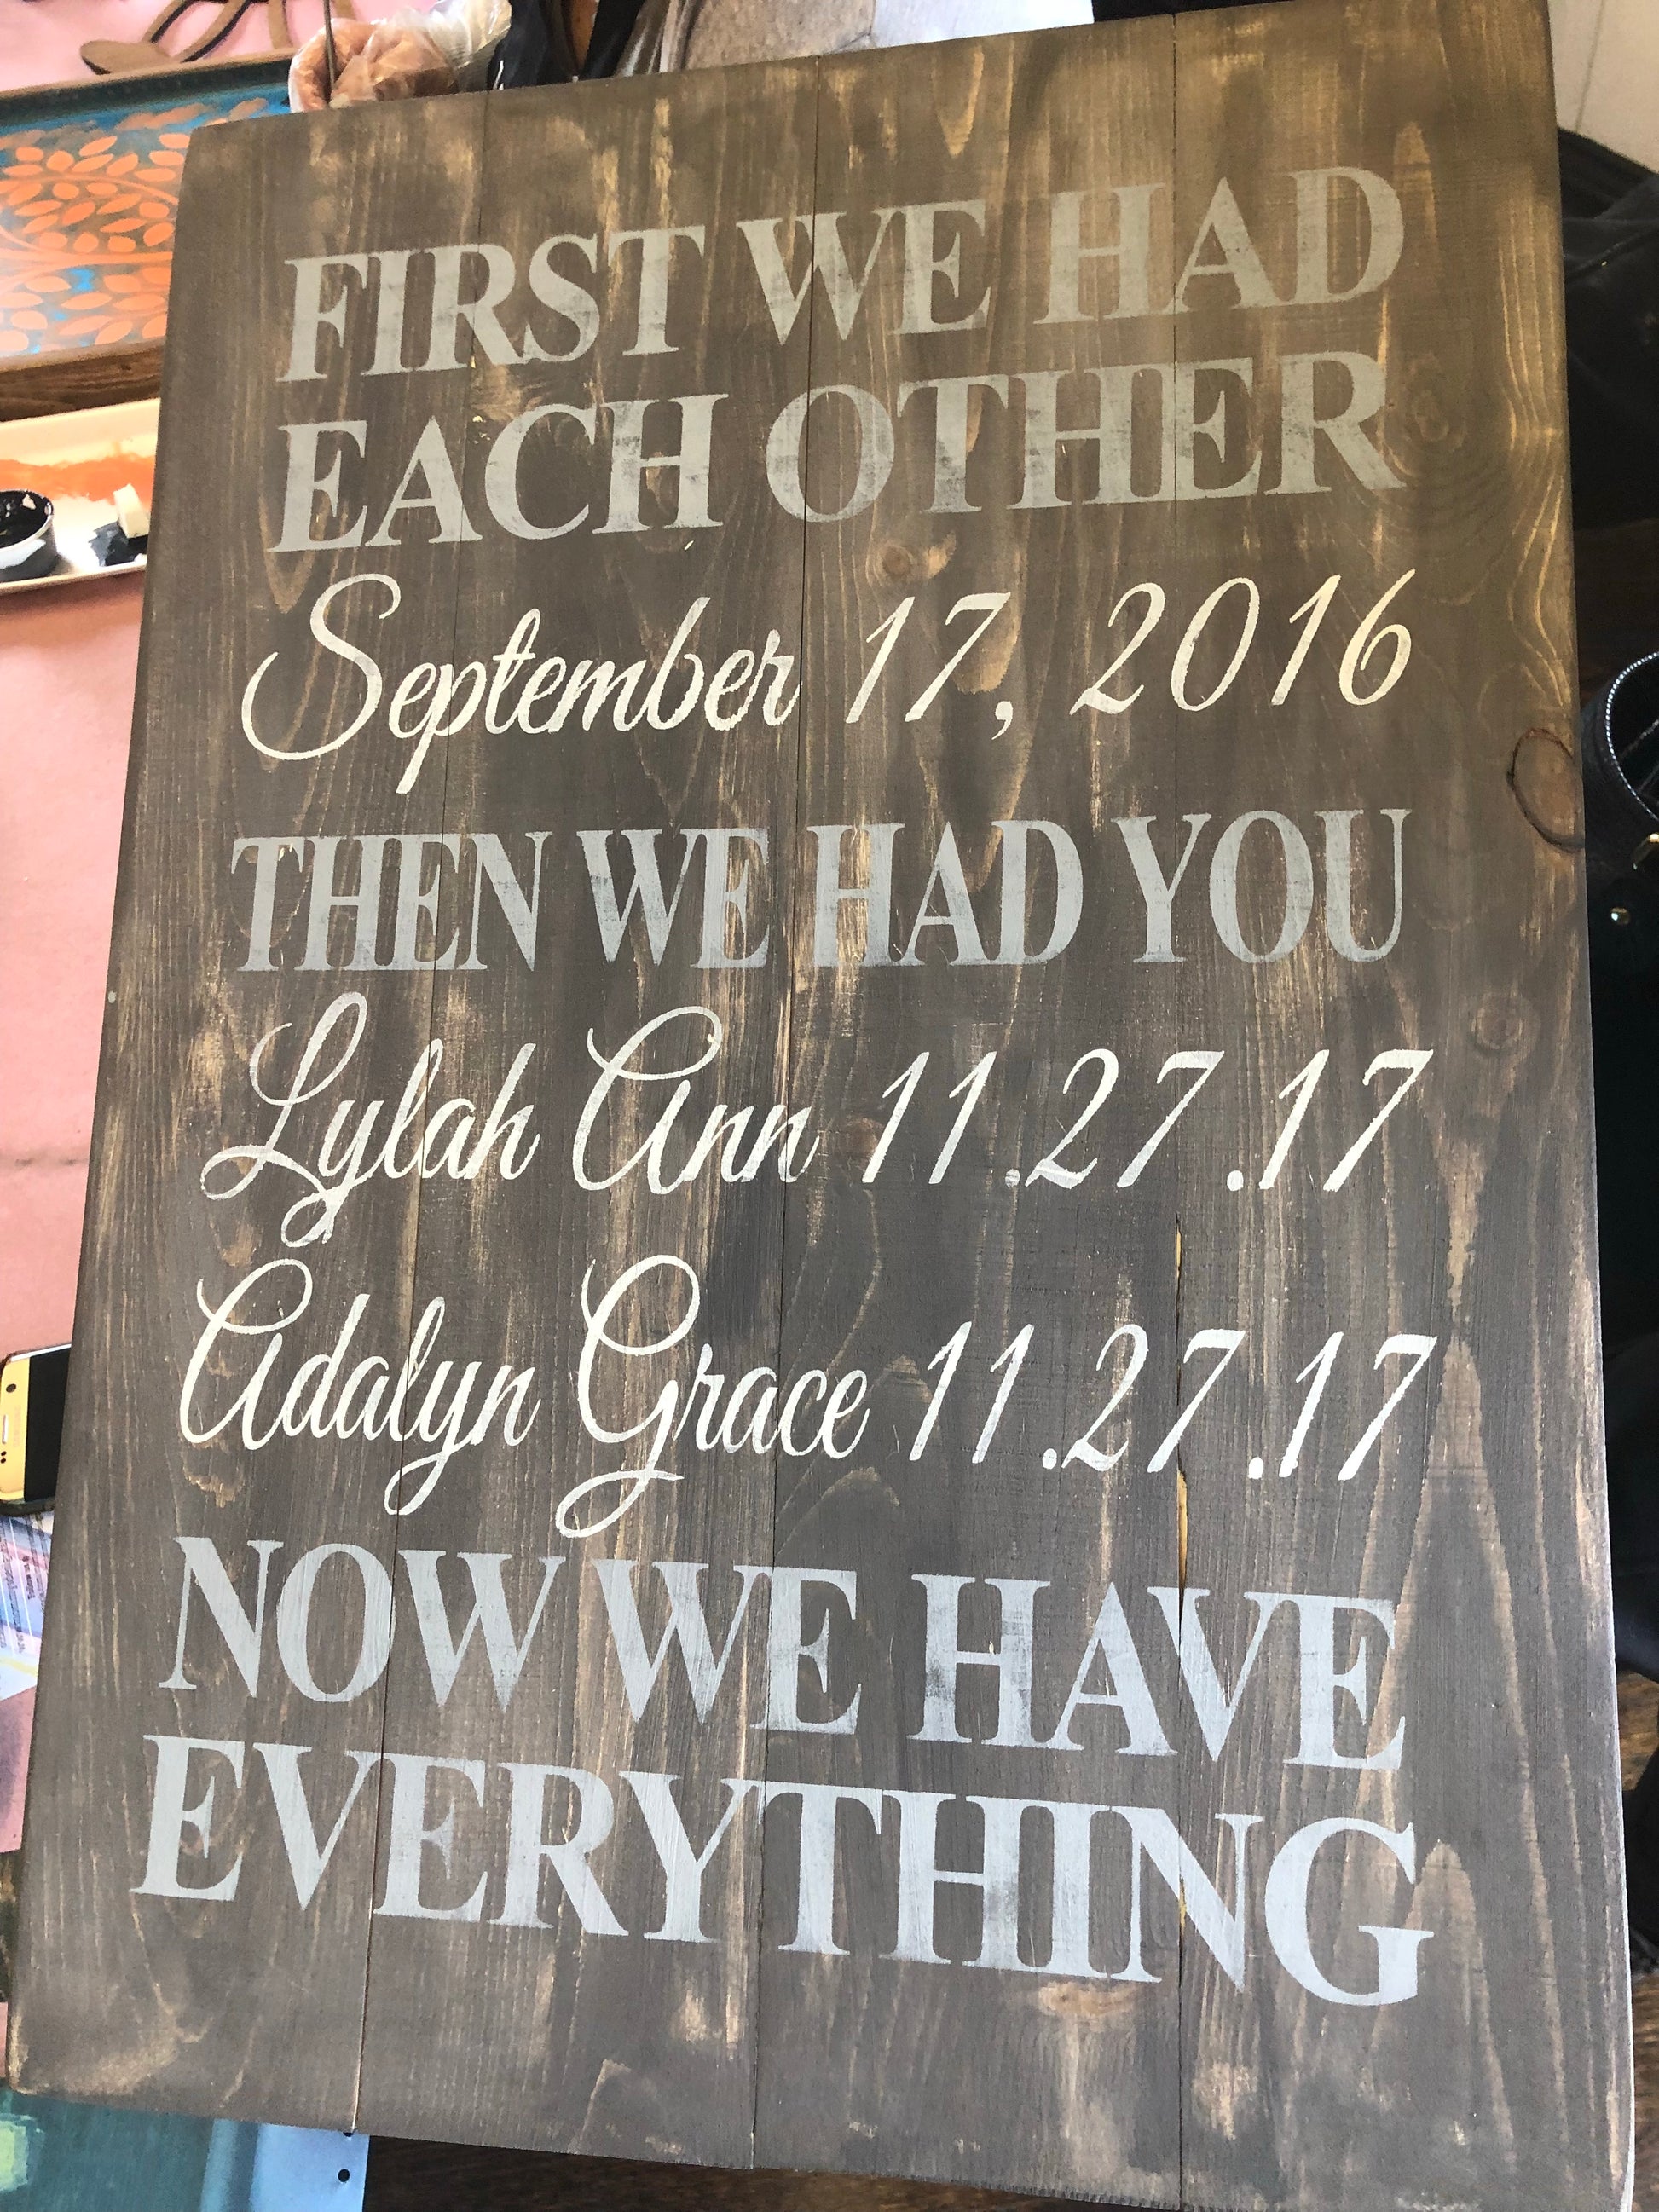 FIRST WE HAD
EACH OTHER
September 17, 2016
THEN WE HAD YOU
Lylah Ann 11.27.17
Adalyn Grace 11.27.17
NOW WE HAVE
EVERYTHING